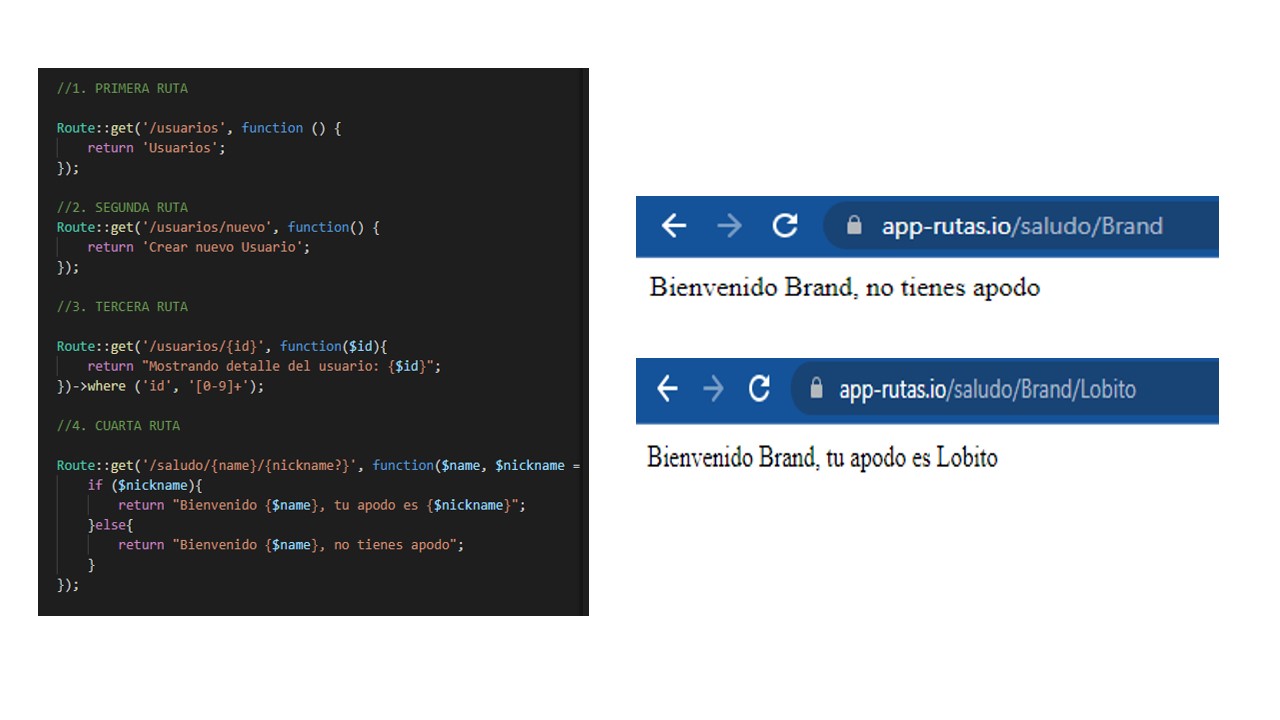 //1. PRIMERA RUTA
Route::get('/usuarios', function () {
return 'Usuarios';
});
//2. SEGUNDA RUTA
Route::get('/usuarios/nuevo', function() {
return 'Crear nuevo Usuario';
});
//3. TERCERA RUTA
Route::get('/usuarios/{id}', function($id){
return "Mostrando detalle del usuario: {$id}";
})->where ('id', '[0-9]+');
//4. CUARTA RUTA
Route::get('/saludo/{name}/{nickname?}', function($name, $nickname =
if ($nickname){
return "Bienvenido {$name}, tu apodo es {$nickname}";
}else{
return "Bienvenido {$name}, no tienes apodo";
}
});
app-rutas.io/saludo/Brand
Bienvenido Brand, no tienes apodo
app-rutas.io/saludo/Brand/Lobito
Bienvenido Brand, tu apodo es Lobito